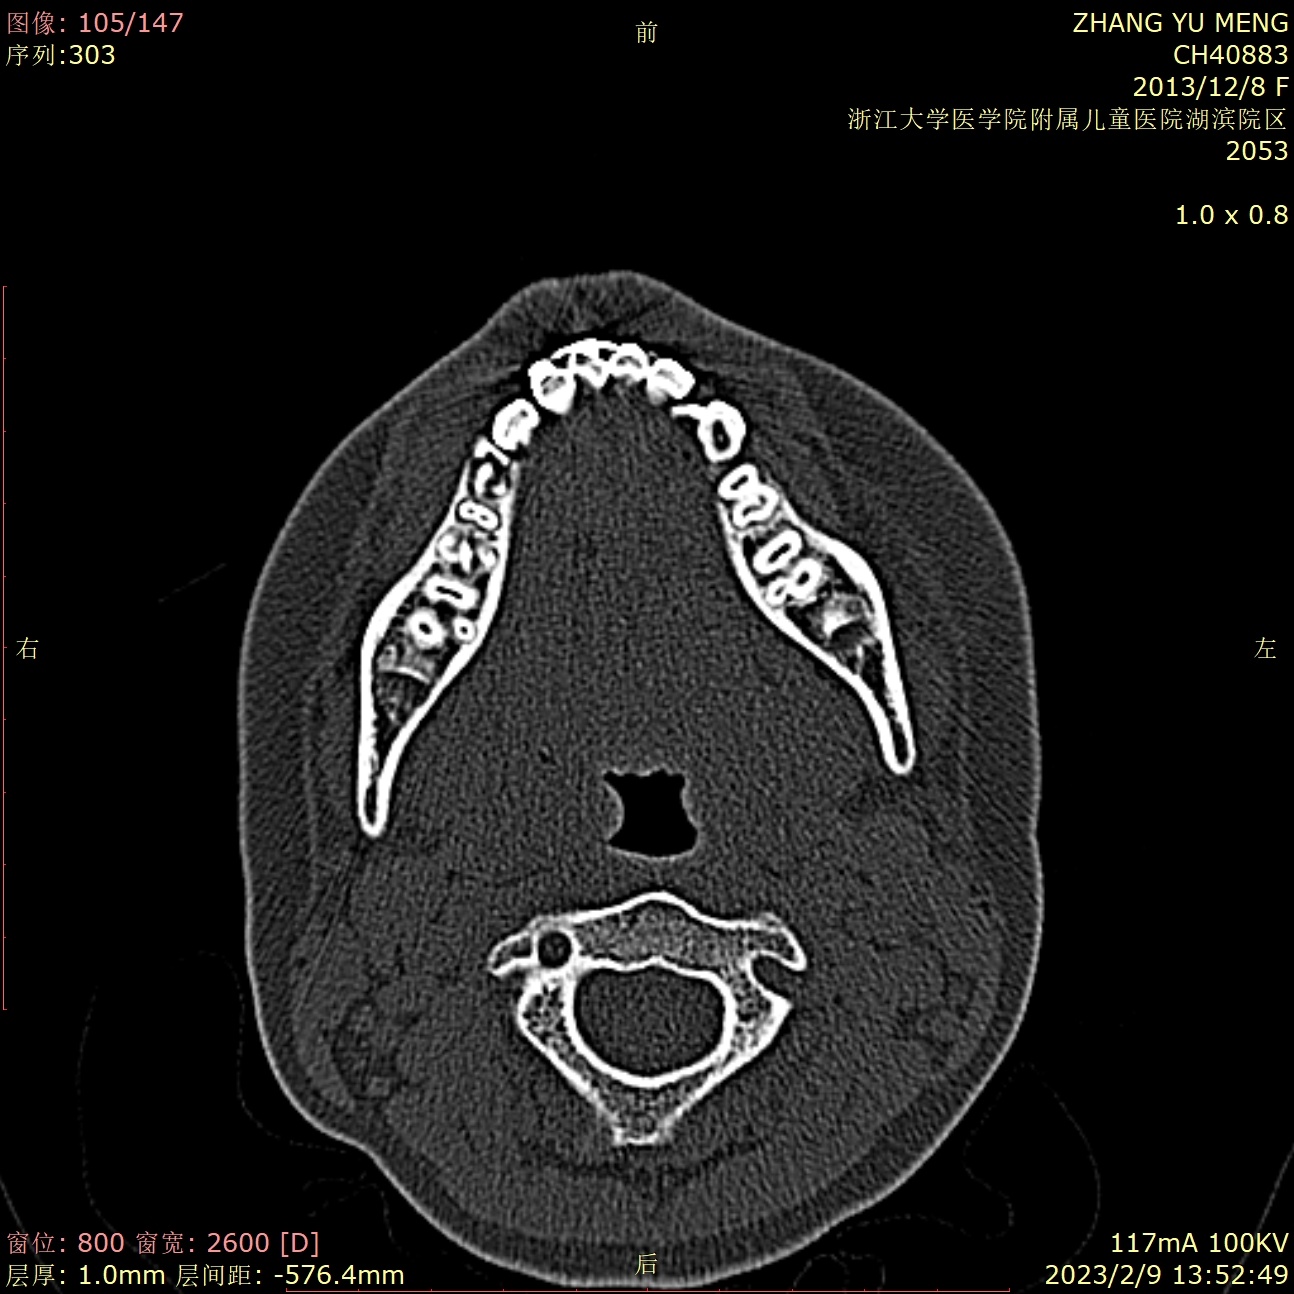 图像: 105/147
序列:303
前
ZHANG YU MENG
CH40883
2013/12/8 F
浙江大学医学院附属儿童医院湖滨院区
2053
1.0 x 0.8
右
左
窗位: 800 窗宽: 2600 [D]
层厚: 1.0mm 层间距: -576.4mm
后
117mA 100KV
2023/2/9 13:52:49